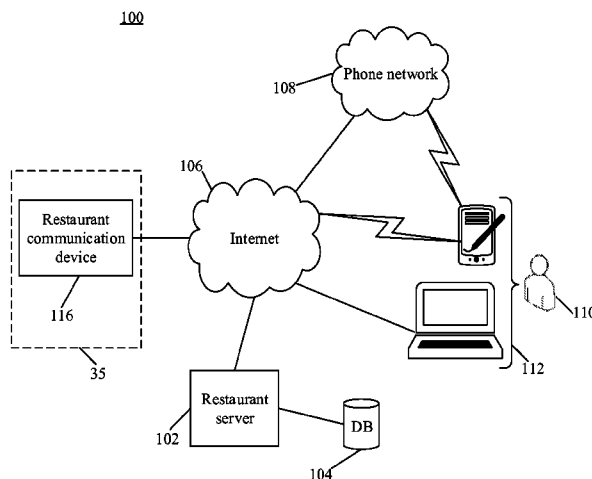 100
Phone network
108
106
Internet
Restaurant
communication
device
116
35
110
112
Restaurant
server
102
DB
104